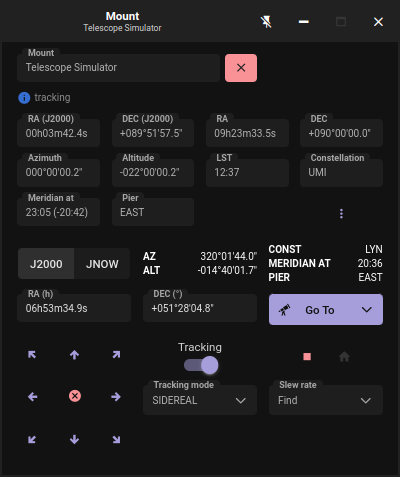 Mount
Telescope Simulator
Mount
Telescope Simulator
tracking
RA (J2000) DEC (J2000) RA DEC
00h03m42.4s +089°51'57.5" 09h23m33.5s +090°00'00.0"
Azimuth Altitude LST Constellation
000°00'00.2" -022°00'00.2" 12:37 UMI
Meridian at Pier
23:05 (-20:42) EAST
J2000 JNOW
AZ 320°01'44.0"
ALT -014°40'01.7"
CONST LYN
MERIDIAN AT 20:36
PIER EAST
RA (h) DEC (°)
06h53m34.9s +051°28'04.8" Go To
Tracking
Tracking mode Slew rate
SIDEREAL Find